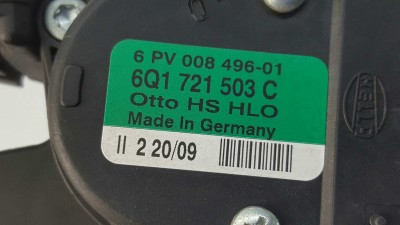 6 PV 008 496-01
6Q1 721 503 C
Otto HS HLO
Made In Germany
II 2 20/09
HELLA